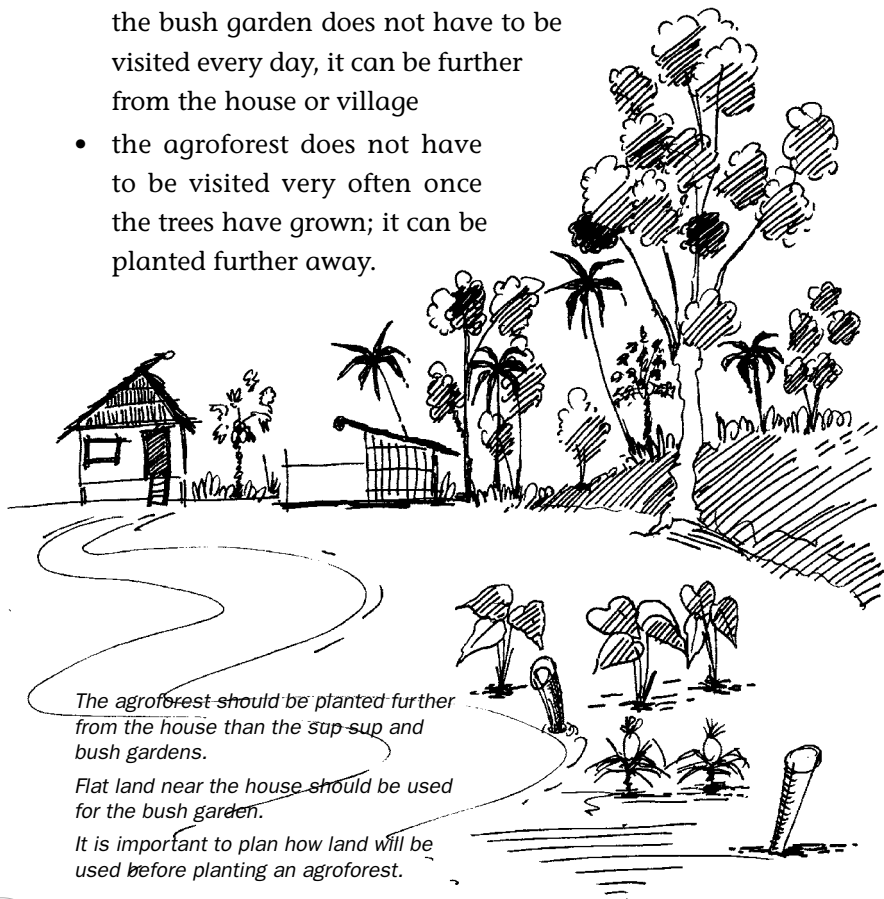 the bush garden does not have to be
visited every day, it can be further
from the house or village
• the agroforest does not have
to be visited very often once
the trees have grown; it can be
planted further away.
The agroforest should be planted further
from the house than the sup sup and
bush gardens.
Flat land near the house should be used
for the bush garden.
It is important to plan how land will be
used before planting an agroforest.